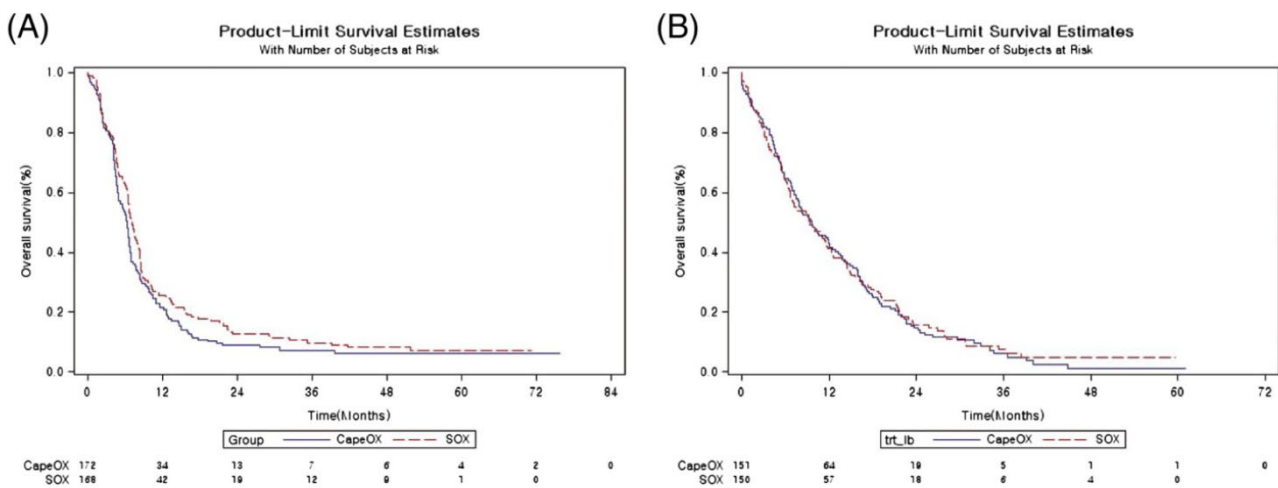 (A)
Product-Limit Survival Estimates
With Number of Subjects at Risk
Overall survival(%)
1.0
0.8
0.6
0.4
0.2
0.0
0 12 24 36 48 60 72 84
Time(Months)
Group CapeOX SOX
CapeOX 172 34 13 7 6 4 2 0
SOX 168 42 19 12 9 1 0
(B)
Product-Limit Survival Estimates
With Number of Subjects at Risk
Overall survival(%)
1.0
0.8
0.6
0.4
0.2
0.0
0 12 24 36 48 60 72
Time(Months)
trt_lb CapeOX SOX
CapeOX 151 64 19 5 1 1 0
SOX 150 57 18 6 4 0